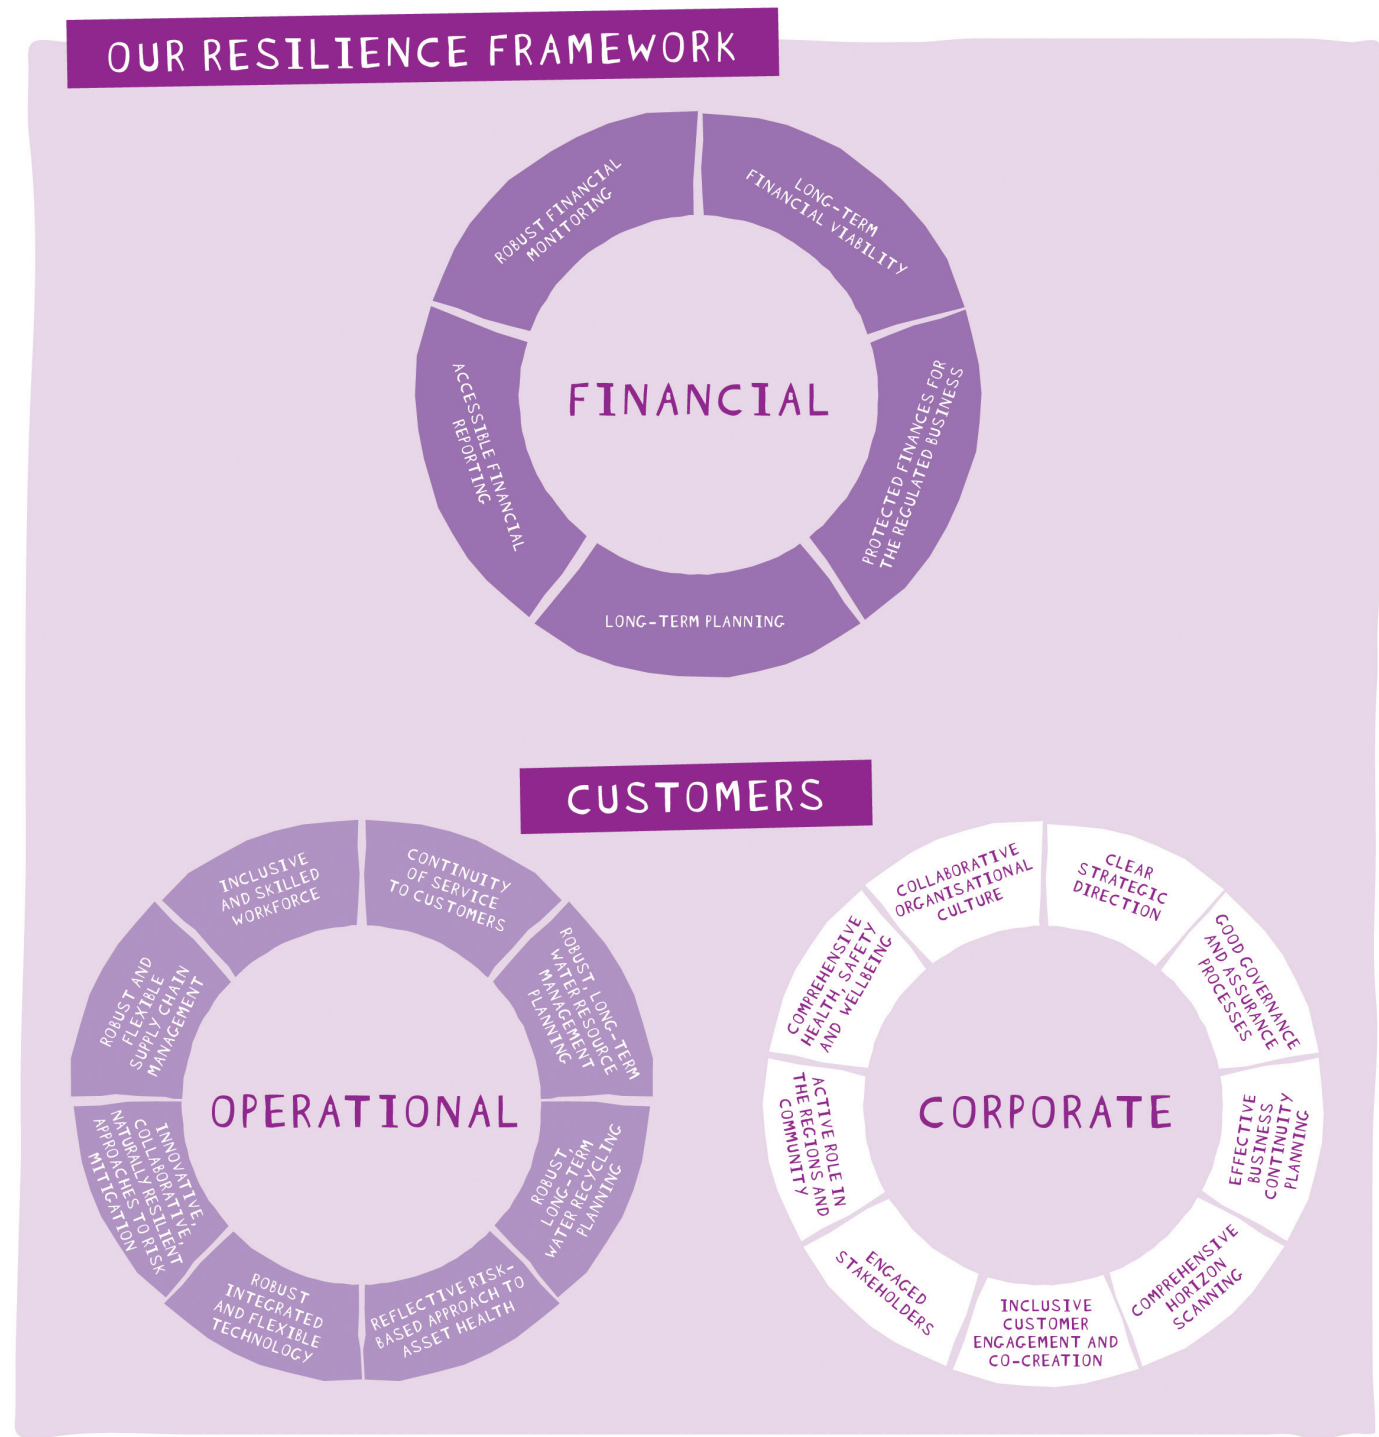 OUR RESILIENCE FRAMEWORK
LONG-TERM
FINANCIAL VIABILITY
PROTECTED FINANCES FOR
THE REGULATED BUSINESS
LONG-TERM PLANNING
ACCESSIBLE FINANCIAL
REPORTING
ROBUST FINANCIAL
MONITORING
FINANCIAL
CUSTOMERS
CONTINUITY
OF SERVICE
TO CUSTOMERS
ROBUST, LONG-TERM
WATER RESOURCE
MANAGEMENT
PLANNING
ROBUST,
LONG-TERM
WATER RECYCLING
PLANNING
REFLECTIVE RISK-
BASED APPROACH TO
ASSET HEALTH
ROBUST
INTEGRATED
AND FLEXIBLE
TECHNOLOGY
INNOVATIVE,
COLLABORATIVE,
NATURALLY RESILIENT
APPROACHES TO RISK
MITIGATION
ROBUST AND
FLEXIBLE
SUPPLY CHAIN
MANAGEMENT
INCLUSIVE
AND SKILLED
WORKFORCE
OPERATIONAL
CLEAR
STRATEGIC
DIRECTION
GOOD GOVERNANCE
AND ASSURANCE
PROCESSES
EFFECTIVE
BUSINESS
CONTINUITY
PLANNING
COMPREHENSIVE
HORIZON
SCANNING
INCLUSIVE
CUSTOMER
ENGAGEMENT AND
CO-CREATION
ENGAGED
STAKEHOLDERS
ACTIVE ROLE IN
THE REGIONS AND
COMMUNITY
COMPREHENSIVE
HEALTH, SAFETY
AND WELLBEING
COLLABORATIVE
ORGANISATIONAL
CULTURE
CORPORATE